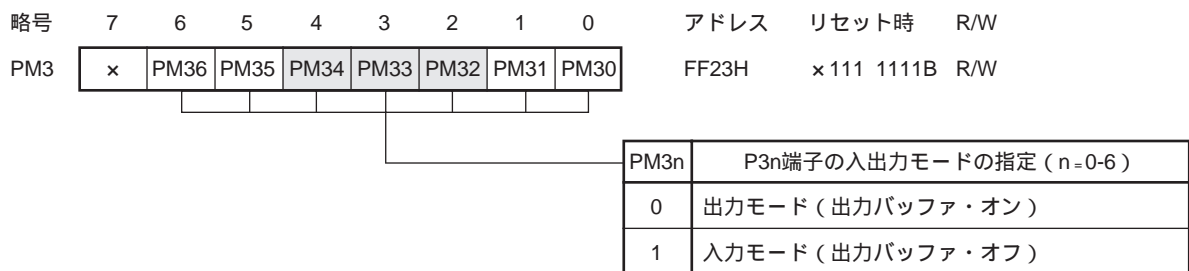 略号 7 6 5 4 3 2 1 0 アドレス リセット時 R/W
PM3 × PM36 PM35 PM34 PM33 PM32 PM31 PM30 FF23H ×111 1111B R/W
PM3n P3n端子の入出力モードの指定(n=0-6)
0 出力モード(出力バッファ・オン)
1 入力モード(出力バッファ・オフ)